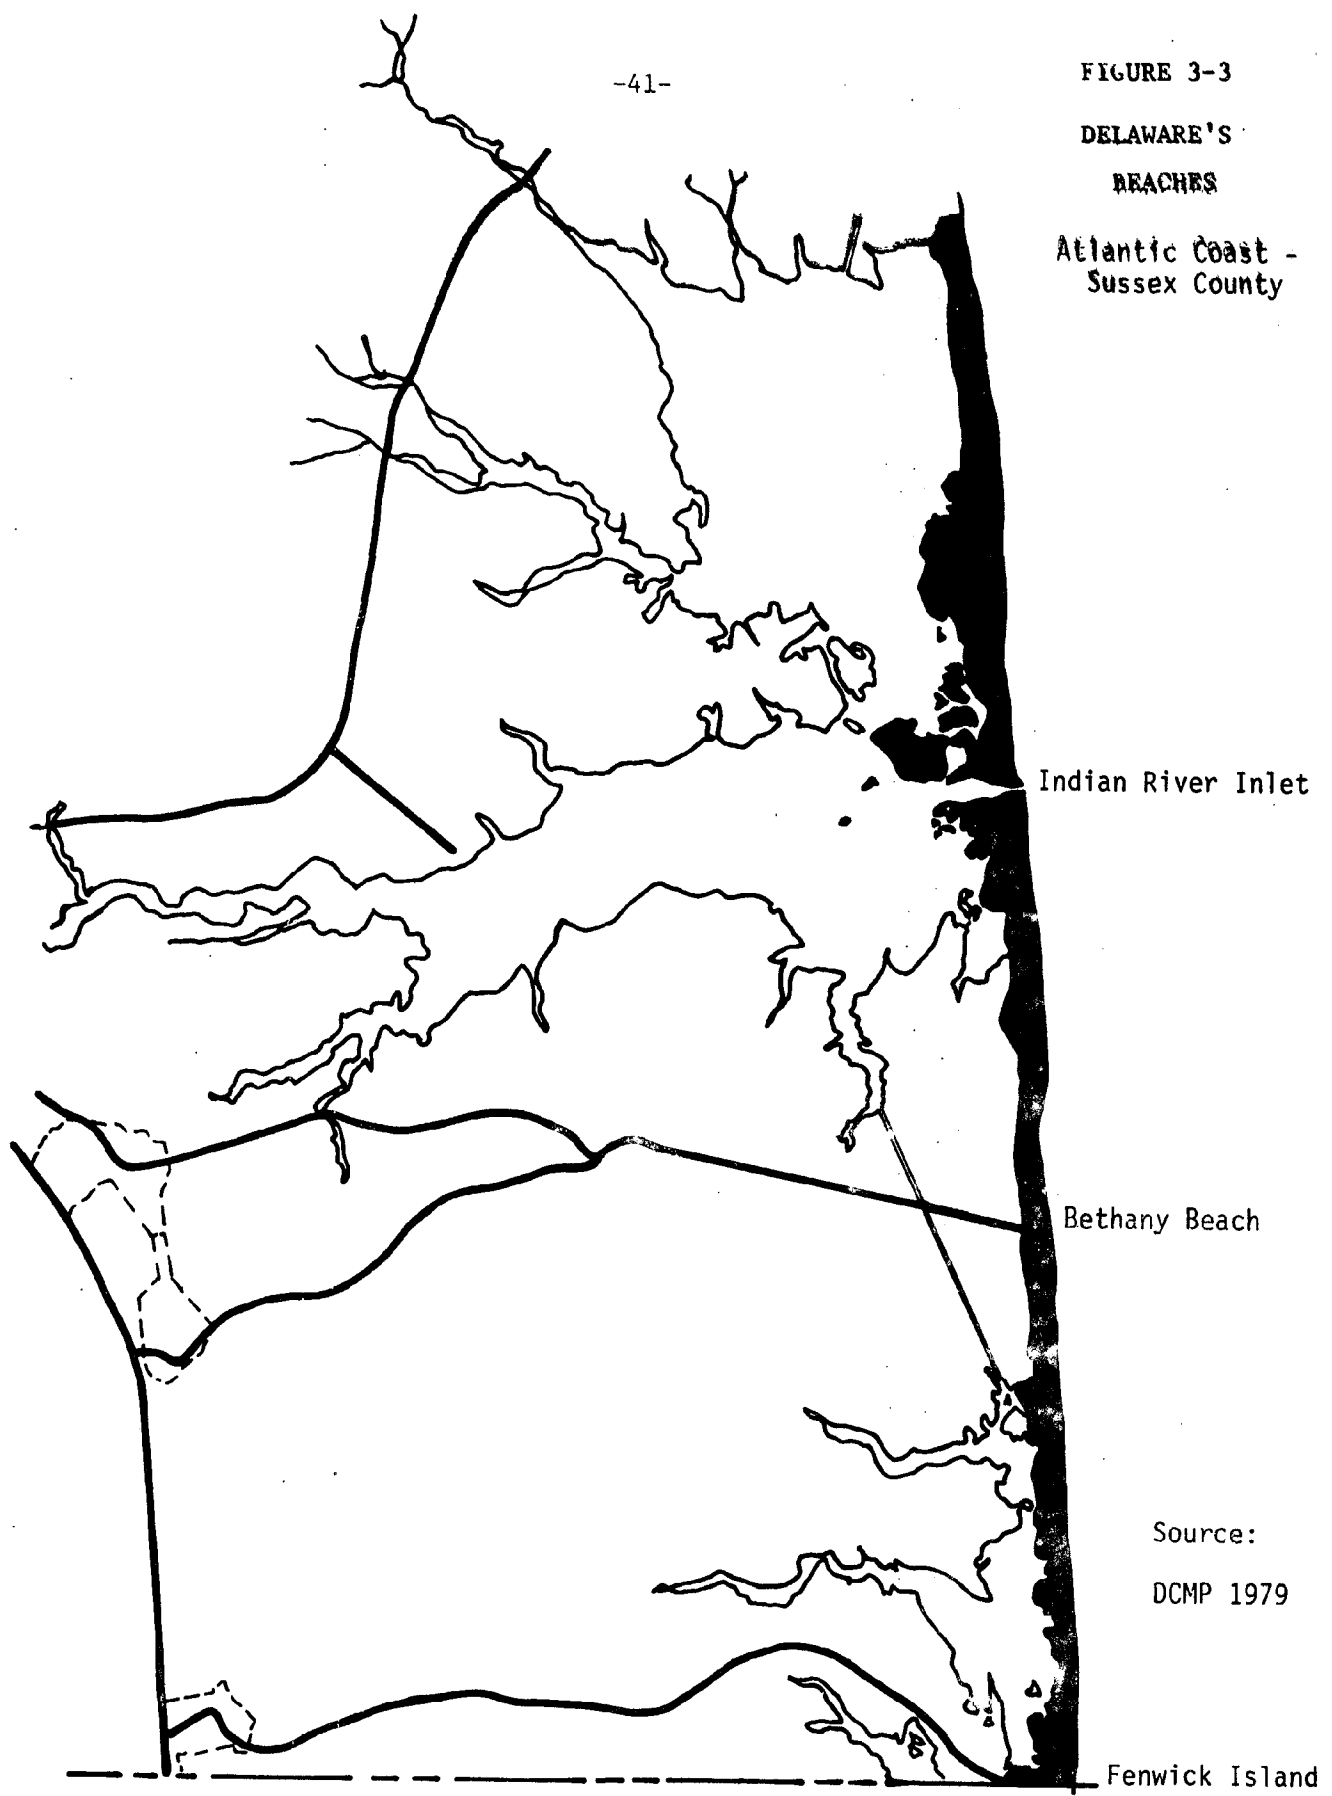 -41-
FIGURE 3-3
DELAWARE'S
BEACHES
Atlantic Coast -
Sussex County
Indian River Inlet
Bethany Beach
Source:
DCMP 1979
Fenwick Island